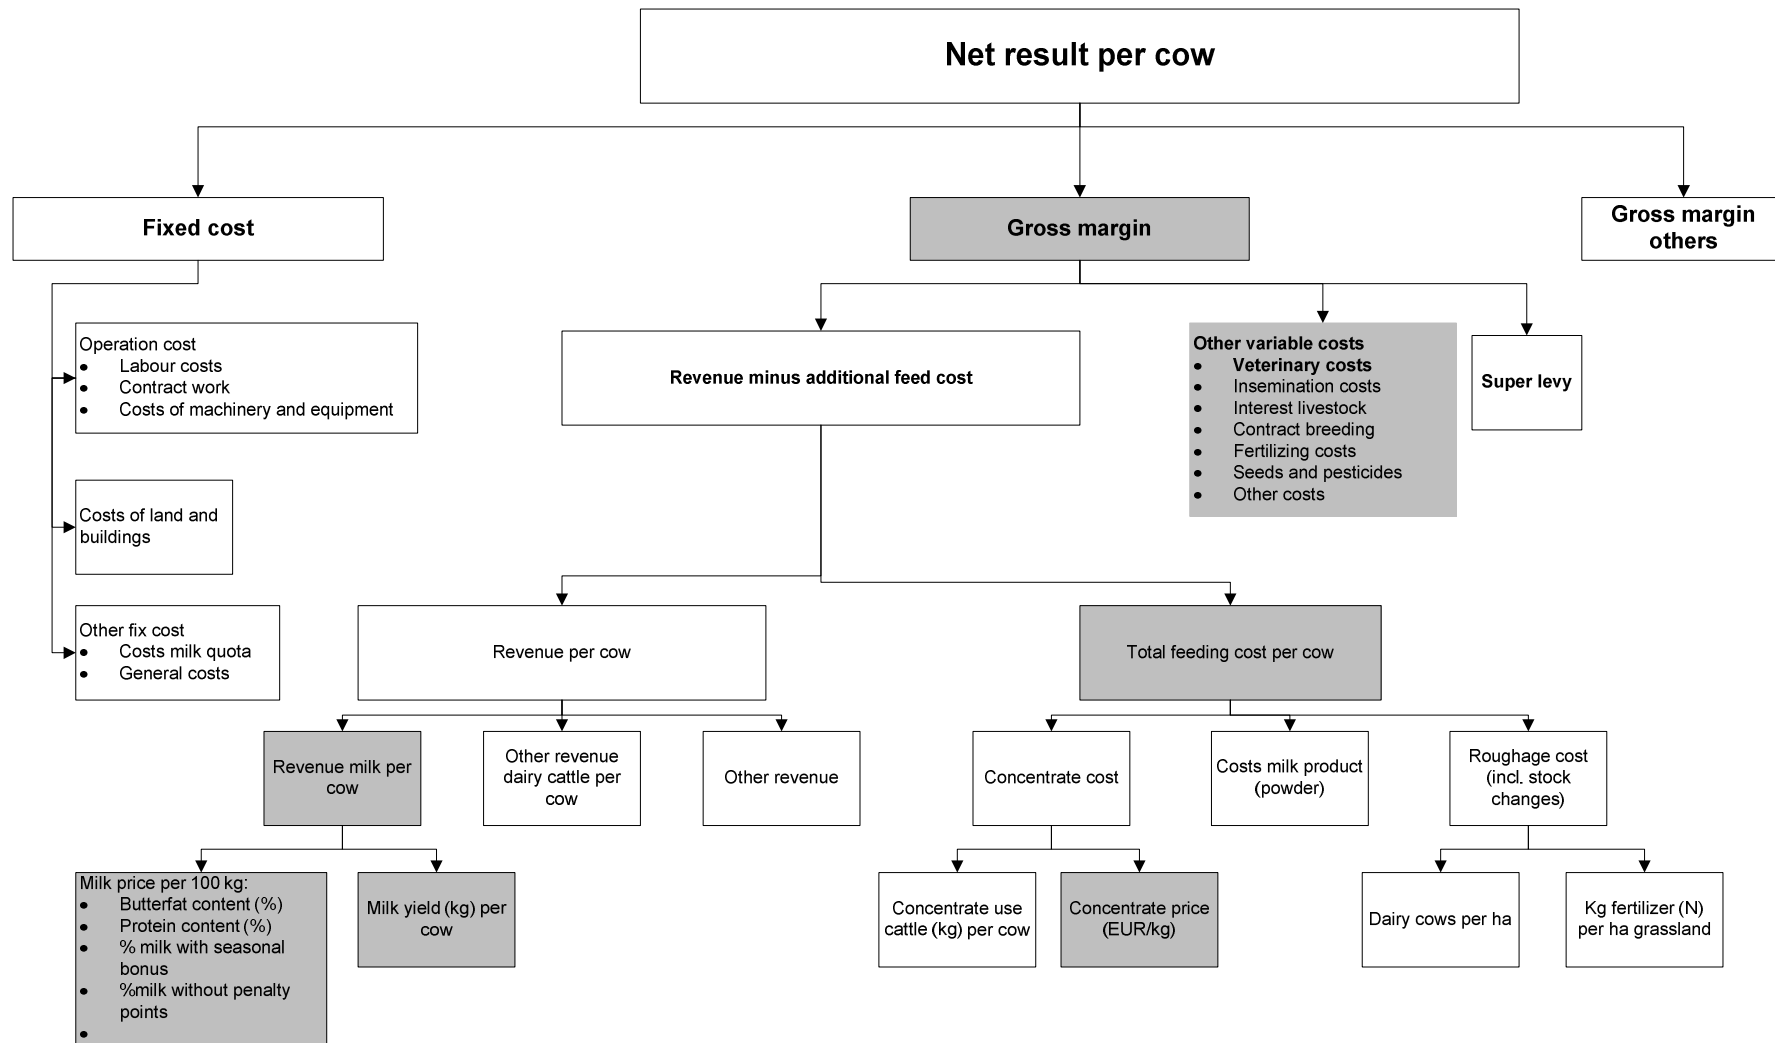 Net result per cow
Fixed cost
Gross margin
Gross margin
others
Operation cost
● Labour costs
● Contract work
● Costs of machinery and equipment
Revenue minus additional feed cost
Other variable costs
● Veterinary costs
● Insemination costs
● Interest livestock
● Contract breeding
● Fertilizing costs
● Seeds and pesticides
● Other costs
Super levy
Costs of land and
buildings
Other fix cost
● Costs milk quota
● General costs
Revenue per cow
Total feeding cost per cow
Revenue milk per
cow
Other revenue
dairy cattle per
cow
Other revenue
Concentrate cost
Costs milk product
(powder)
Roughage cost
(incl. stock
changes)
Milk price per 100 kg:
● Butterfat content (%)
● Protein content (%)
● % milk with seasonal
bonus
● %milk without penalty
points
●
Milk yield (kg) per
cow
Concentrate use
cattle (kg) per cow
Concentrate price
(EUR/kg)
Dairy cows per ha
Kg fertilizer (N)
per ha grassland